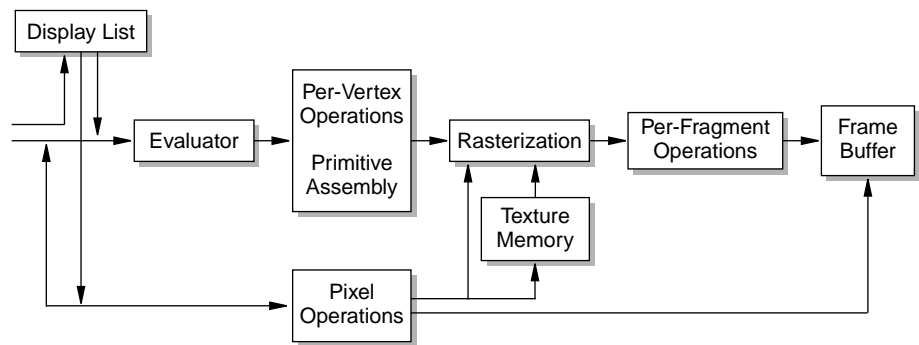 Display List
Evaluator
Per-Vertex
Operations
Primitive
Assembly
Rasterization
Per-Fragment
Operations
Frame
Buffer
Texture
Memory
Pixel
Operations